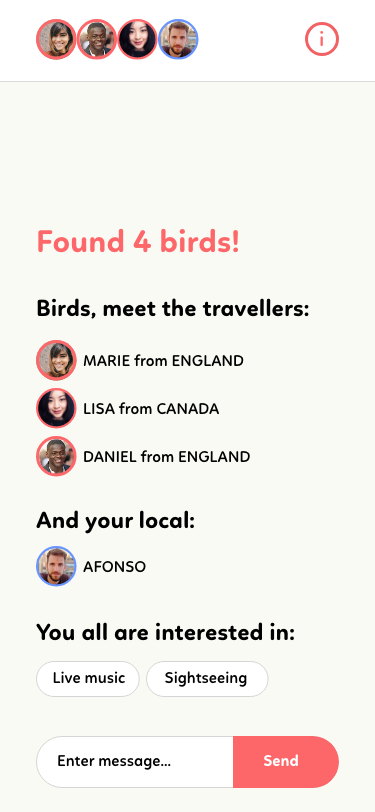 i
Found 4 birds!
Birds, meet the travellers:
MARIE from ENGLAND
LISA from CANADA
DANIEL from ENGLAND
And your local:
AFONSO
You all are interested in:
Live music Sightseeing
Enter message... Send